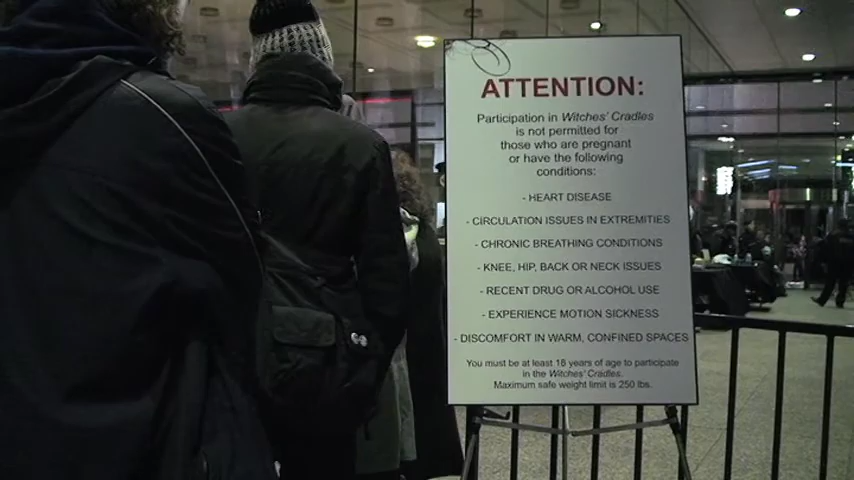 ATTENTION:
Participation in Witches' Cradles
is not permitted for
those who are pregnant
or have the following
conditions:
- HEART DISEASE
- CIRCULATION ISSUES IN EXTREMITIES
- CHRONIC BREATHING CONDITIONS
- KNEE, HIP, BACK OR NECK ISSUES
- RECENT DRUG OR ALCOHOL USE
- EXPERIENCE MOTION SICKNESS
- DISCOMFORT IN WARM, CONFINED SPACES
You must be at least 18 years of age to participate
in the Witches' Cradles.
Maximum safe weight limit is 250 lbs.